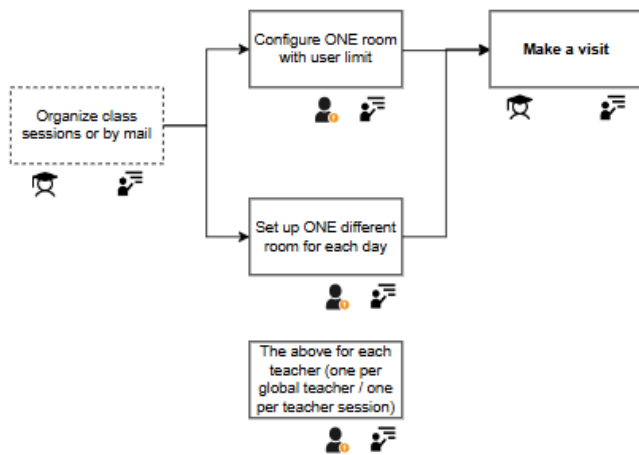 Configure ONE room
with user limit
Make a visit
Organize class
sessions or by mail
Set up ONE different
room for each day
The above for each
teacher (one per
global teacher / one
per teacher session)